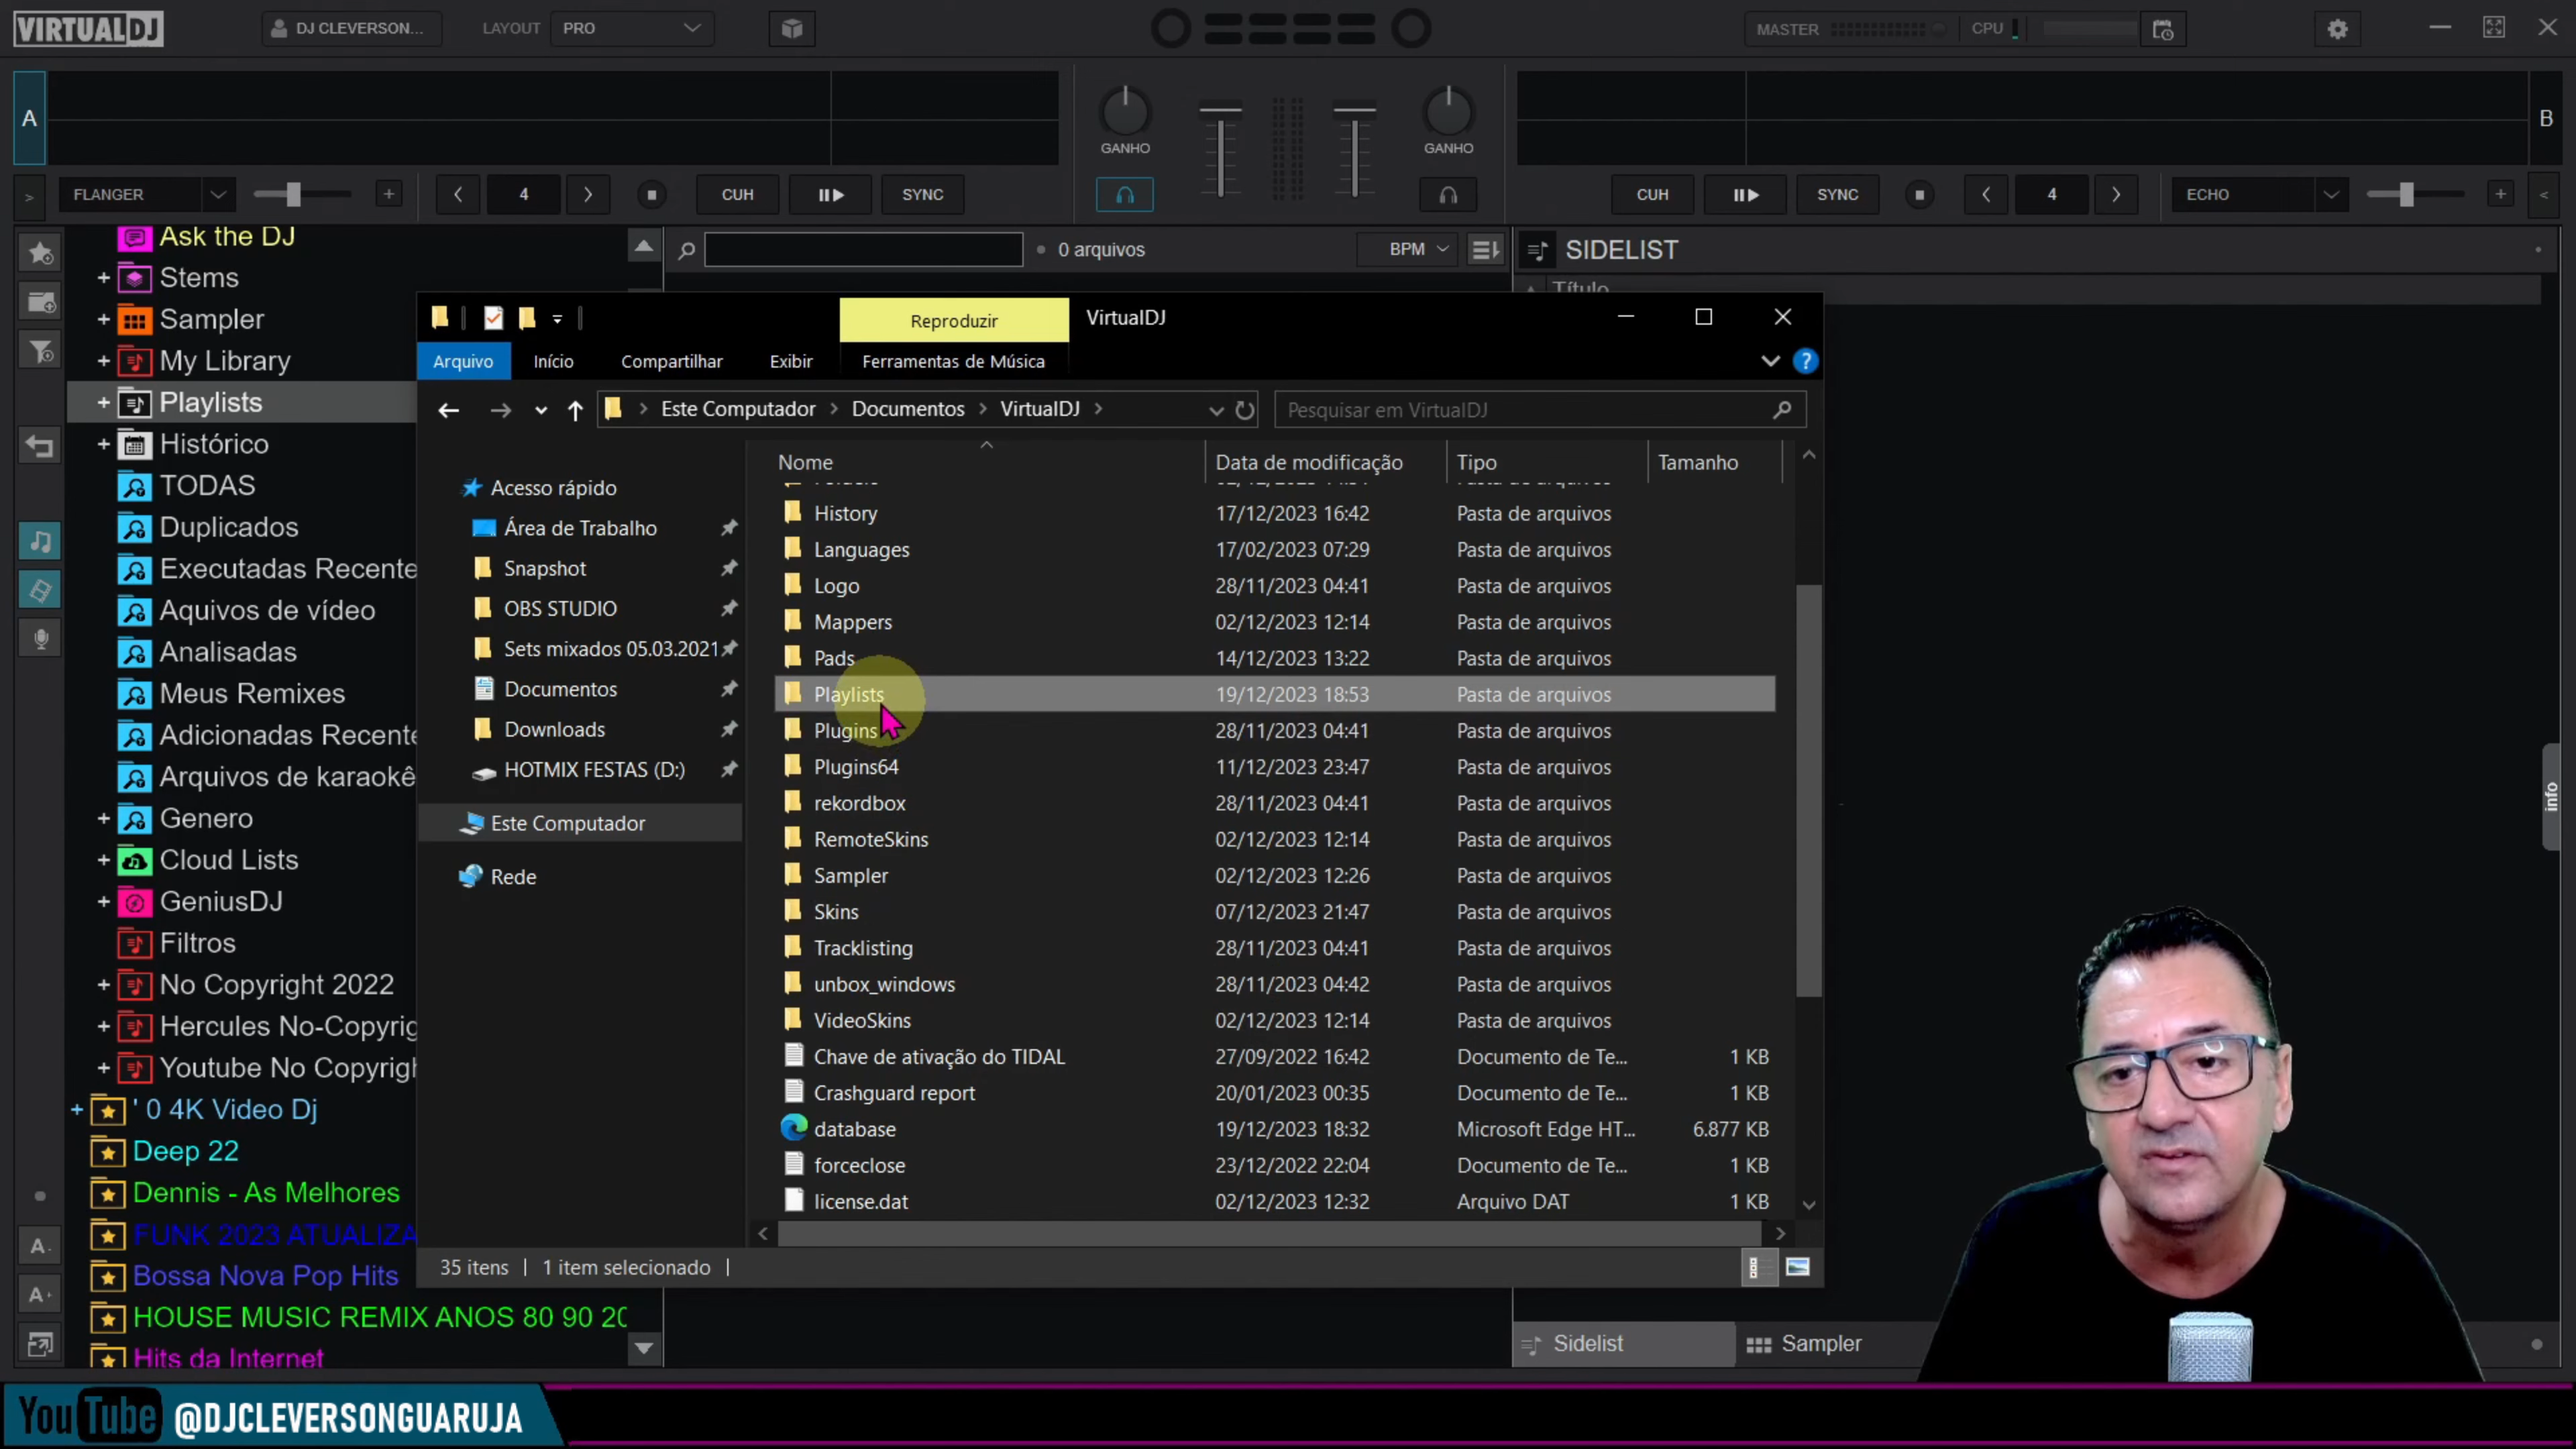 VIRTUALDJ
DJ CLEVERSON...
LAYOUT
PRO
MASTER
CPU
A
GANHO
GANHO
B
FLANGER
4
CUH
SYNC
CUH
SYNC
4
ECHO
Ask the DJ
Stems
Sampler
My Library
Playlists
Histórico
TODAS
Duplicados
Executadas Recente
Aquivos de vídeo
Analisadas
Meus Remixes
Adicionadas Recente
Arquivos de karaokê
Genero
Cloud Lists
GeniusDJ
Filtros
No Copyright 2022
Hercules No-Copyrig
Youtube No Copyrigh
' 0 4K Video Dj
Deep 22
Dennis - As Melhores
FUNK 2023 ATUALIZA
Bossa Nova Pop Hits
HOUSE MUSIC REMIX ANOS 80 90 20
Hits da Internet
A-
A+
0 arquivos
BPM
SIDELIST
Título
Reproduzir
VirtualDJ
Arquivo
Início
Compartilhar
Exibir
Ferramentas de Música
Este Computador
Documentos
VirtualDJ
Pesquisar em VirtualDJ
Acesso rápido
Área de Trabalho
Snapshot
OBS STUDIO
Sets mixados 05.03.2021
Documentos
Downloads
HOTMIX FESTAS (D:)
Este Computador
Rede
Nome Data de modificação Tipo Tamanho
History 17/12/2023 16:42 Pasta de arquivos
Languages 17/02/2023 07:29 Pasta de arquivos
Logo 28/11/2023 04:41 Pasta de arquivos
Mappers 02/12/2023 12:14 Pasta de arquivos
Pads 14/12/2023 13:22 Pasta de arquivos
Playlists 19/12/2023 18:53 Pasta de arquivos
Plugins 28/11/2023 04:41 Pasta de arquivos
Plugins64 11/12/2023 23:47 Pasta de arquivos
rekordbox 28/11/2023 04:41 Pasta de arquivos
RemoteSkins 02/12/2023 12:14 Pasta de arquivos
Sampler 02/12/2023 12:26 Pasta de arquivos
Skins 07/12/2023 21:47 Pasta de arquivos
Tracklisting 28/11/2023 04:41 Pasta de arquivos
unbox_windows 28/11/2023 04:42 Pasta de arquivos
VideoSkins 02/12/2023 12:14 Pasta de arquivos
Chave de ativação do TIDAL 27/09/2022 16:42 Documento de Te... 1 KB
Crashguard report 20/01/2023 00:35 Documento de Te... 1 KB
database 19/12/2023 18:32 Microsoft Edge HT... 6.877 KB
forceclose 23/12/2022 22:04 Documento de Te... 1 KB
license.dat 02/12/2023 12:32 Arquivo DAT 1 KB
35 itens
1 item selecionado
info
Sidelist
Sampler
YouTube @DJCLEVERSONGUARUJA